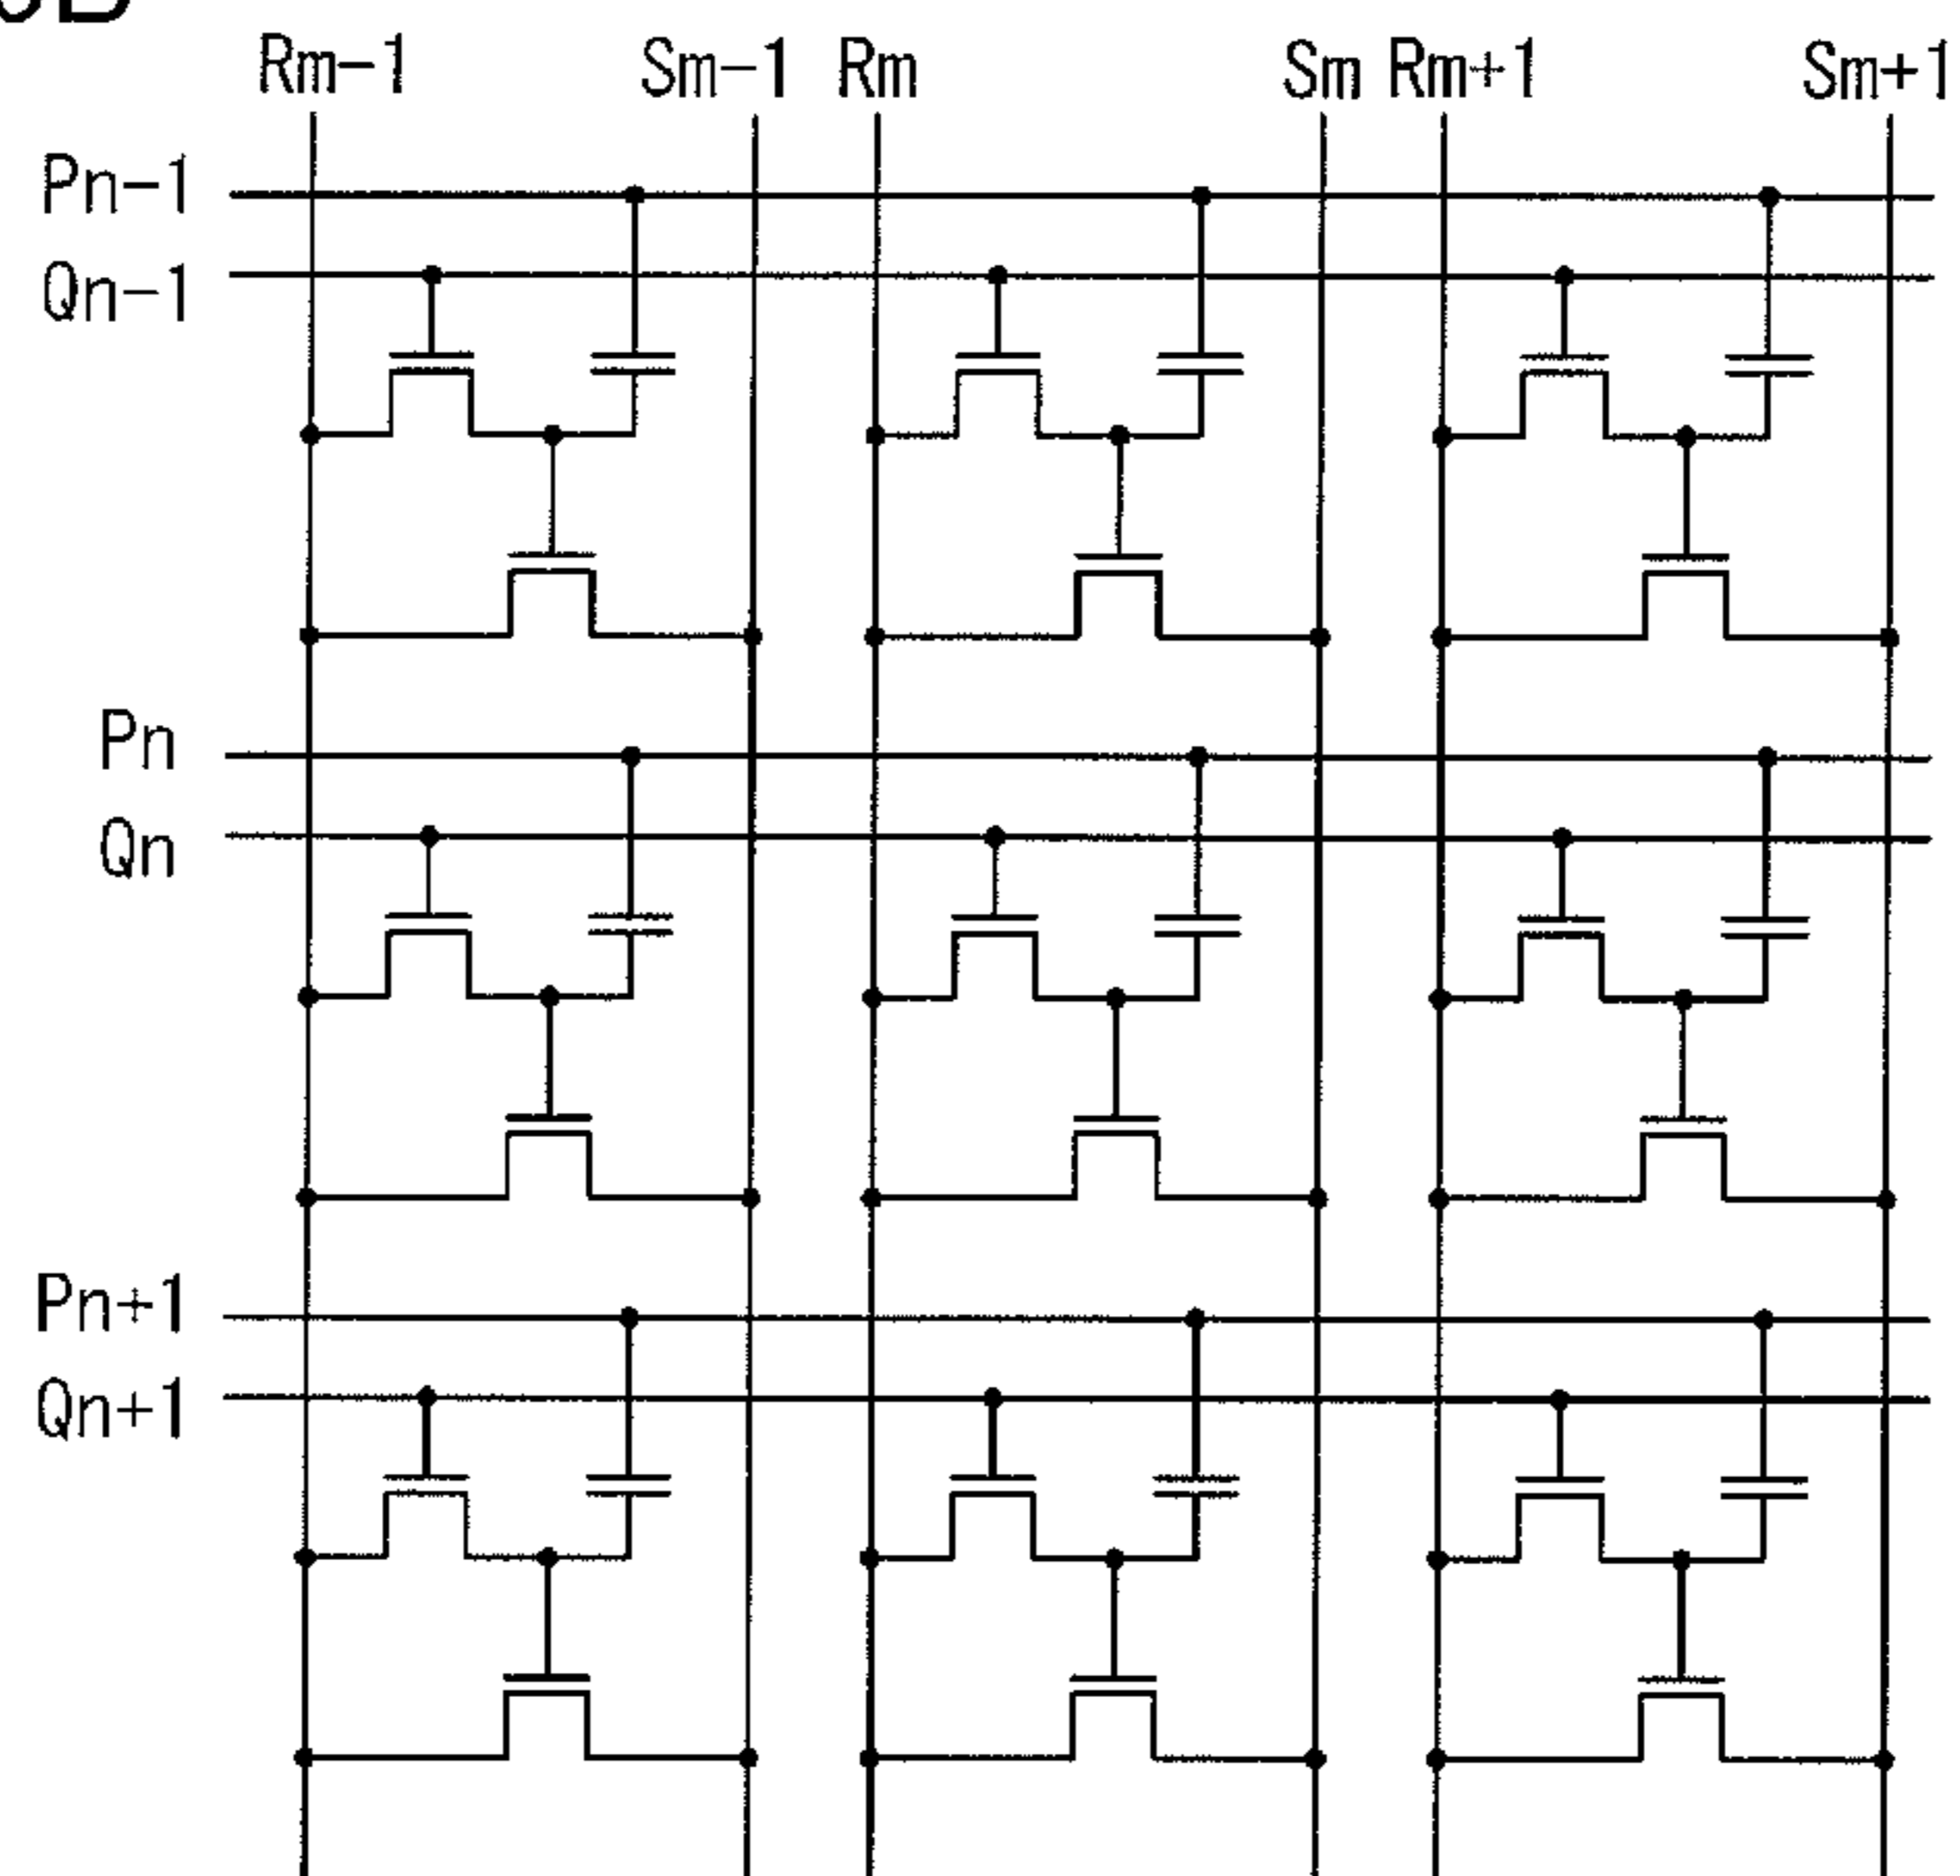 Rm-1 Sm-1 Rm Sm Rm+1 Sm+1
Pn-1
Qn-1
Pn
Qn
Pn+1
Qn+1